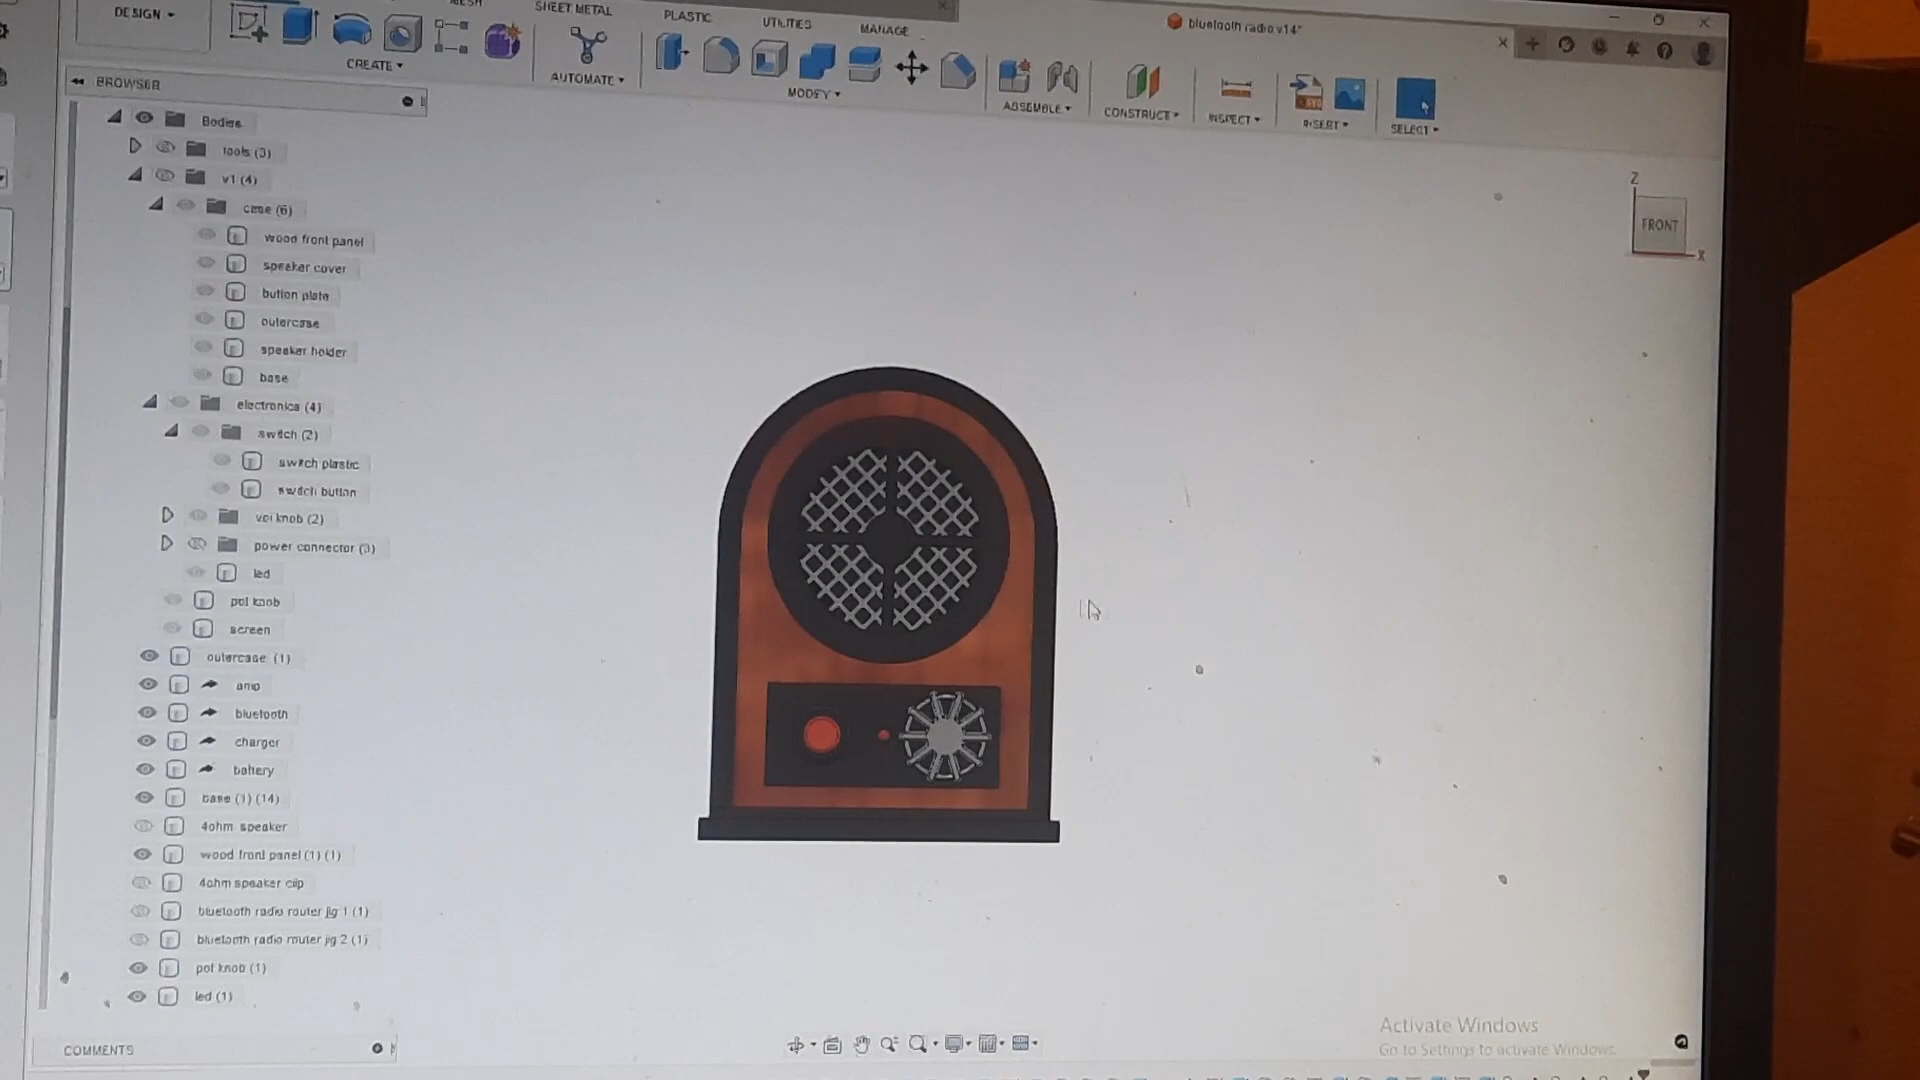 DESIGN
SHEET METAL
PLASTIC
UTILITIES
MANAGE
bluetooth radio v14*
CREATE
AUTOMATE
MODIFY
ASSEMBLE
CONSTRUCT
INSPECT
INSERT
SELECT
BROWSER
Bodies
tools (3)
v1 (4)
case (6)
wood front panel
speaker cover
button plate
outercase
speaker holder
base
electronics (4)
switch (2)
switch plastic
switch button
vol knob (2)
power connector (3)
led
pot knob
screen
outercase (1)
amp
bluetooth
charger
battery
base (1) (14)
4ohm speaker
wood front panel (1) (1)
4ohm speaker clip
bluetooth radio router jig 1 (1)
bluetooth radio router jig 2 (1)
pot knob (1)
led (1)
Z
FRONT
X
COMMENTS
Activate Windows
Go to Settings to activate Windows.